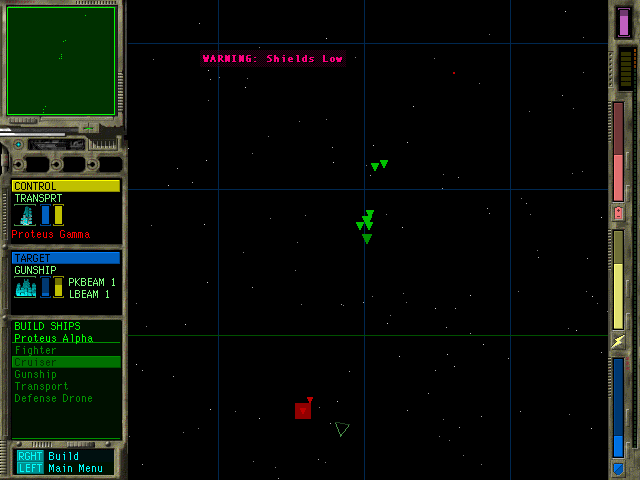 WARNING: Shields Low
CONTROL
TRANSPRT
Proteus Gamma
TARGET
GUNSHIP
PKBEAM 1
LBEAM 1
BUILD SHIPS
Proteus Alpha
Fighter
Cruiser
Gunship
Transport
Defense Drone
RGHT Build
LEFT Main Menu